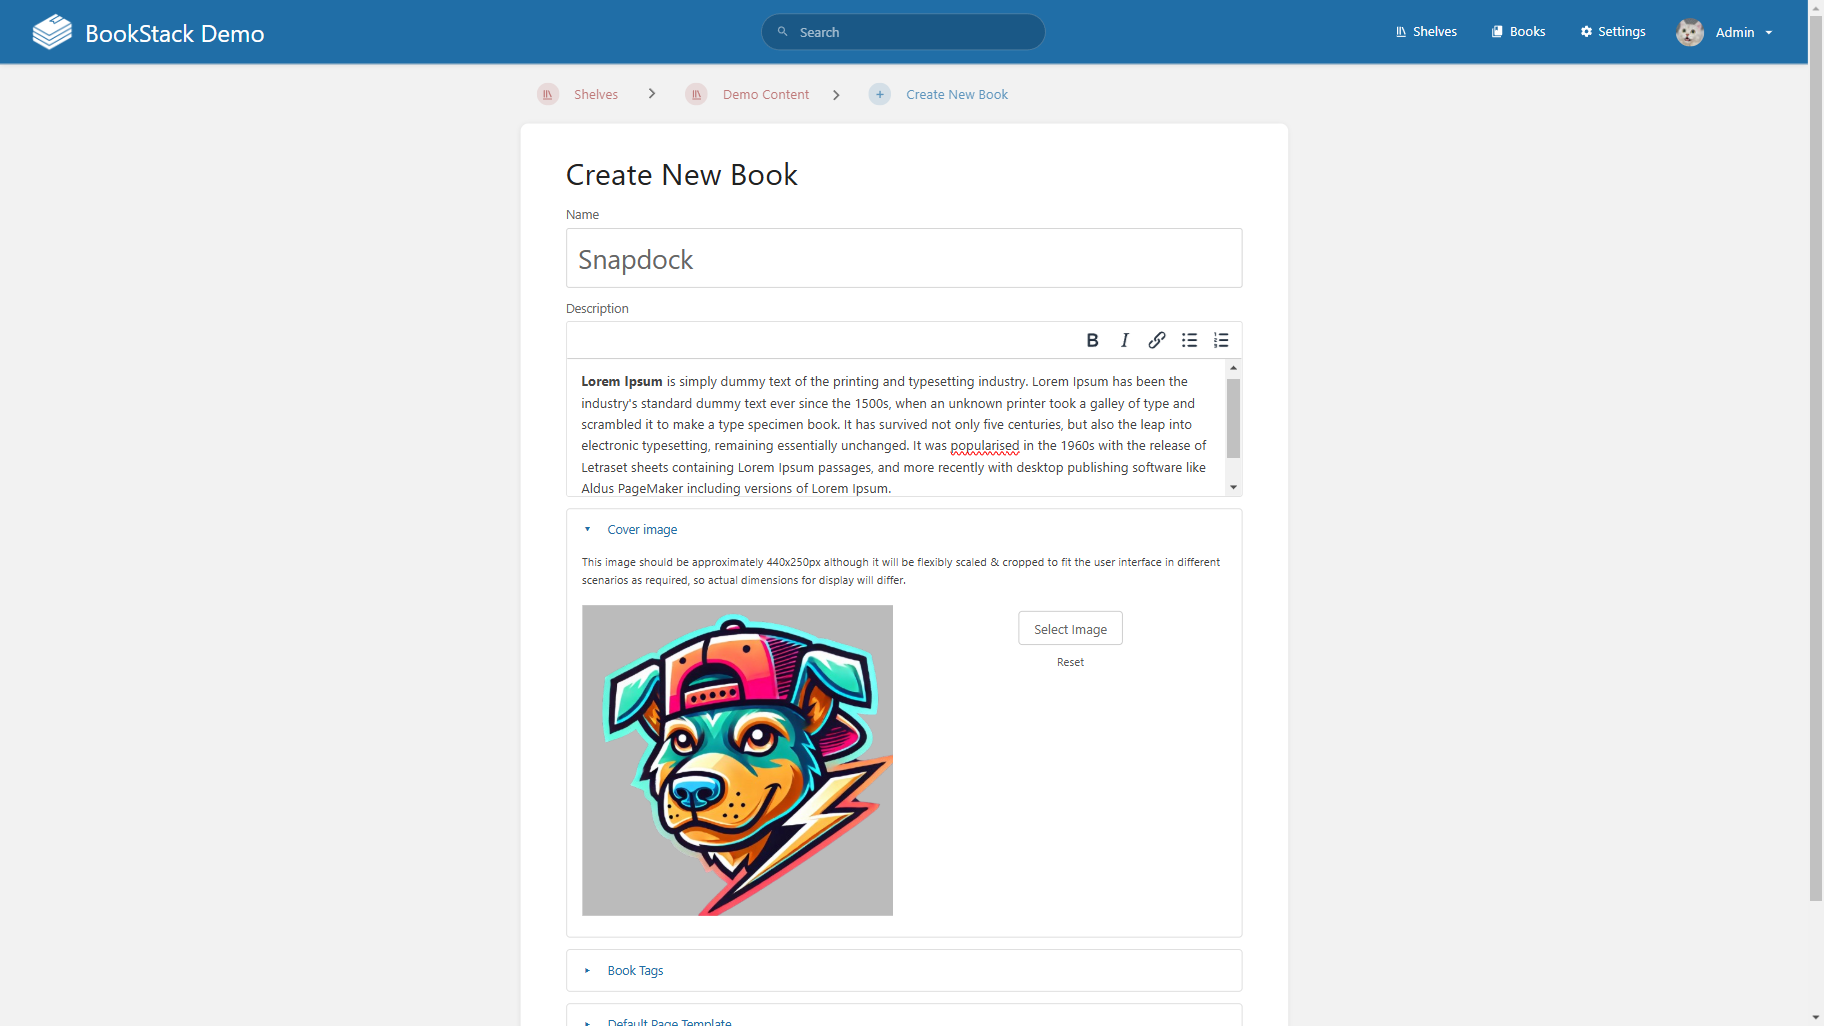 BookStack Demo
Search
Shelves
Books
Settings
Admin
Shelves
Demo Content
Create New Book
Create New Book
Name
Snapdock
Description
B I
Lorem Ipsum is simply dummy text of the printing and typesetting industry. Lorem Ipsum has been the
industry's standard dummy text ever since the 1500s, when an unknown printer took a galley of type and
scrambled it to make a type specimen book. It has survived not only five centuries, but also the leap into
electronic typesetting, remaining essentially unchanged. It was popularised in the 1960s with the release of
Letraset sheets containing Lorem Ipsum passages, and more recently with desktop publishing software like
Aldus PageMaker including versions of Lorem Ipsum.
Cover image
This image should be approximately 440x250px although it will be flexibly scaled & cropped to fit the user interface in different
scenarios as required, so actual dimensions for display will differ.
Select Image
Reset
Book Tags
Default Page Template